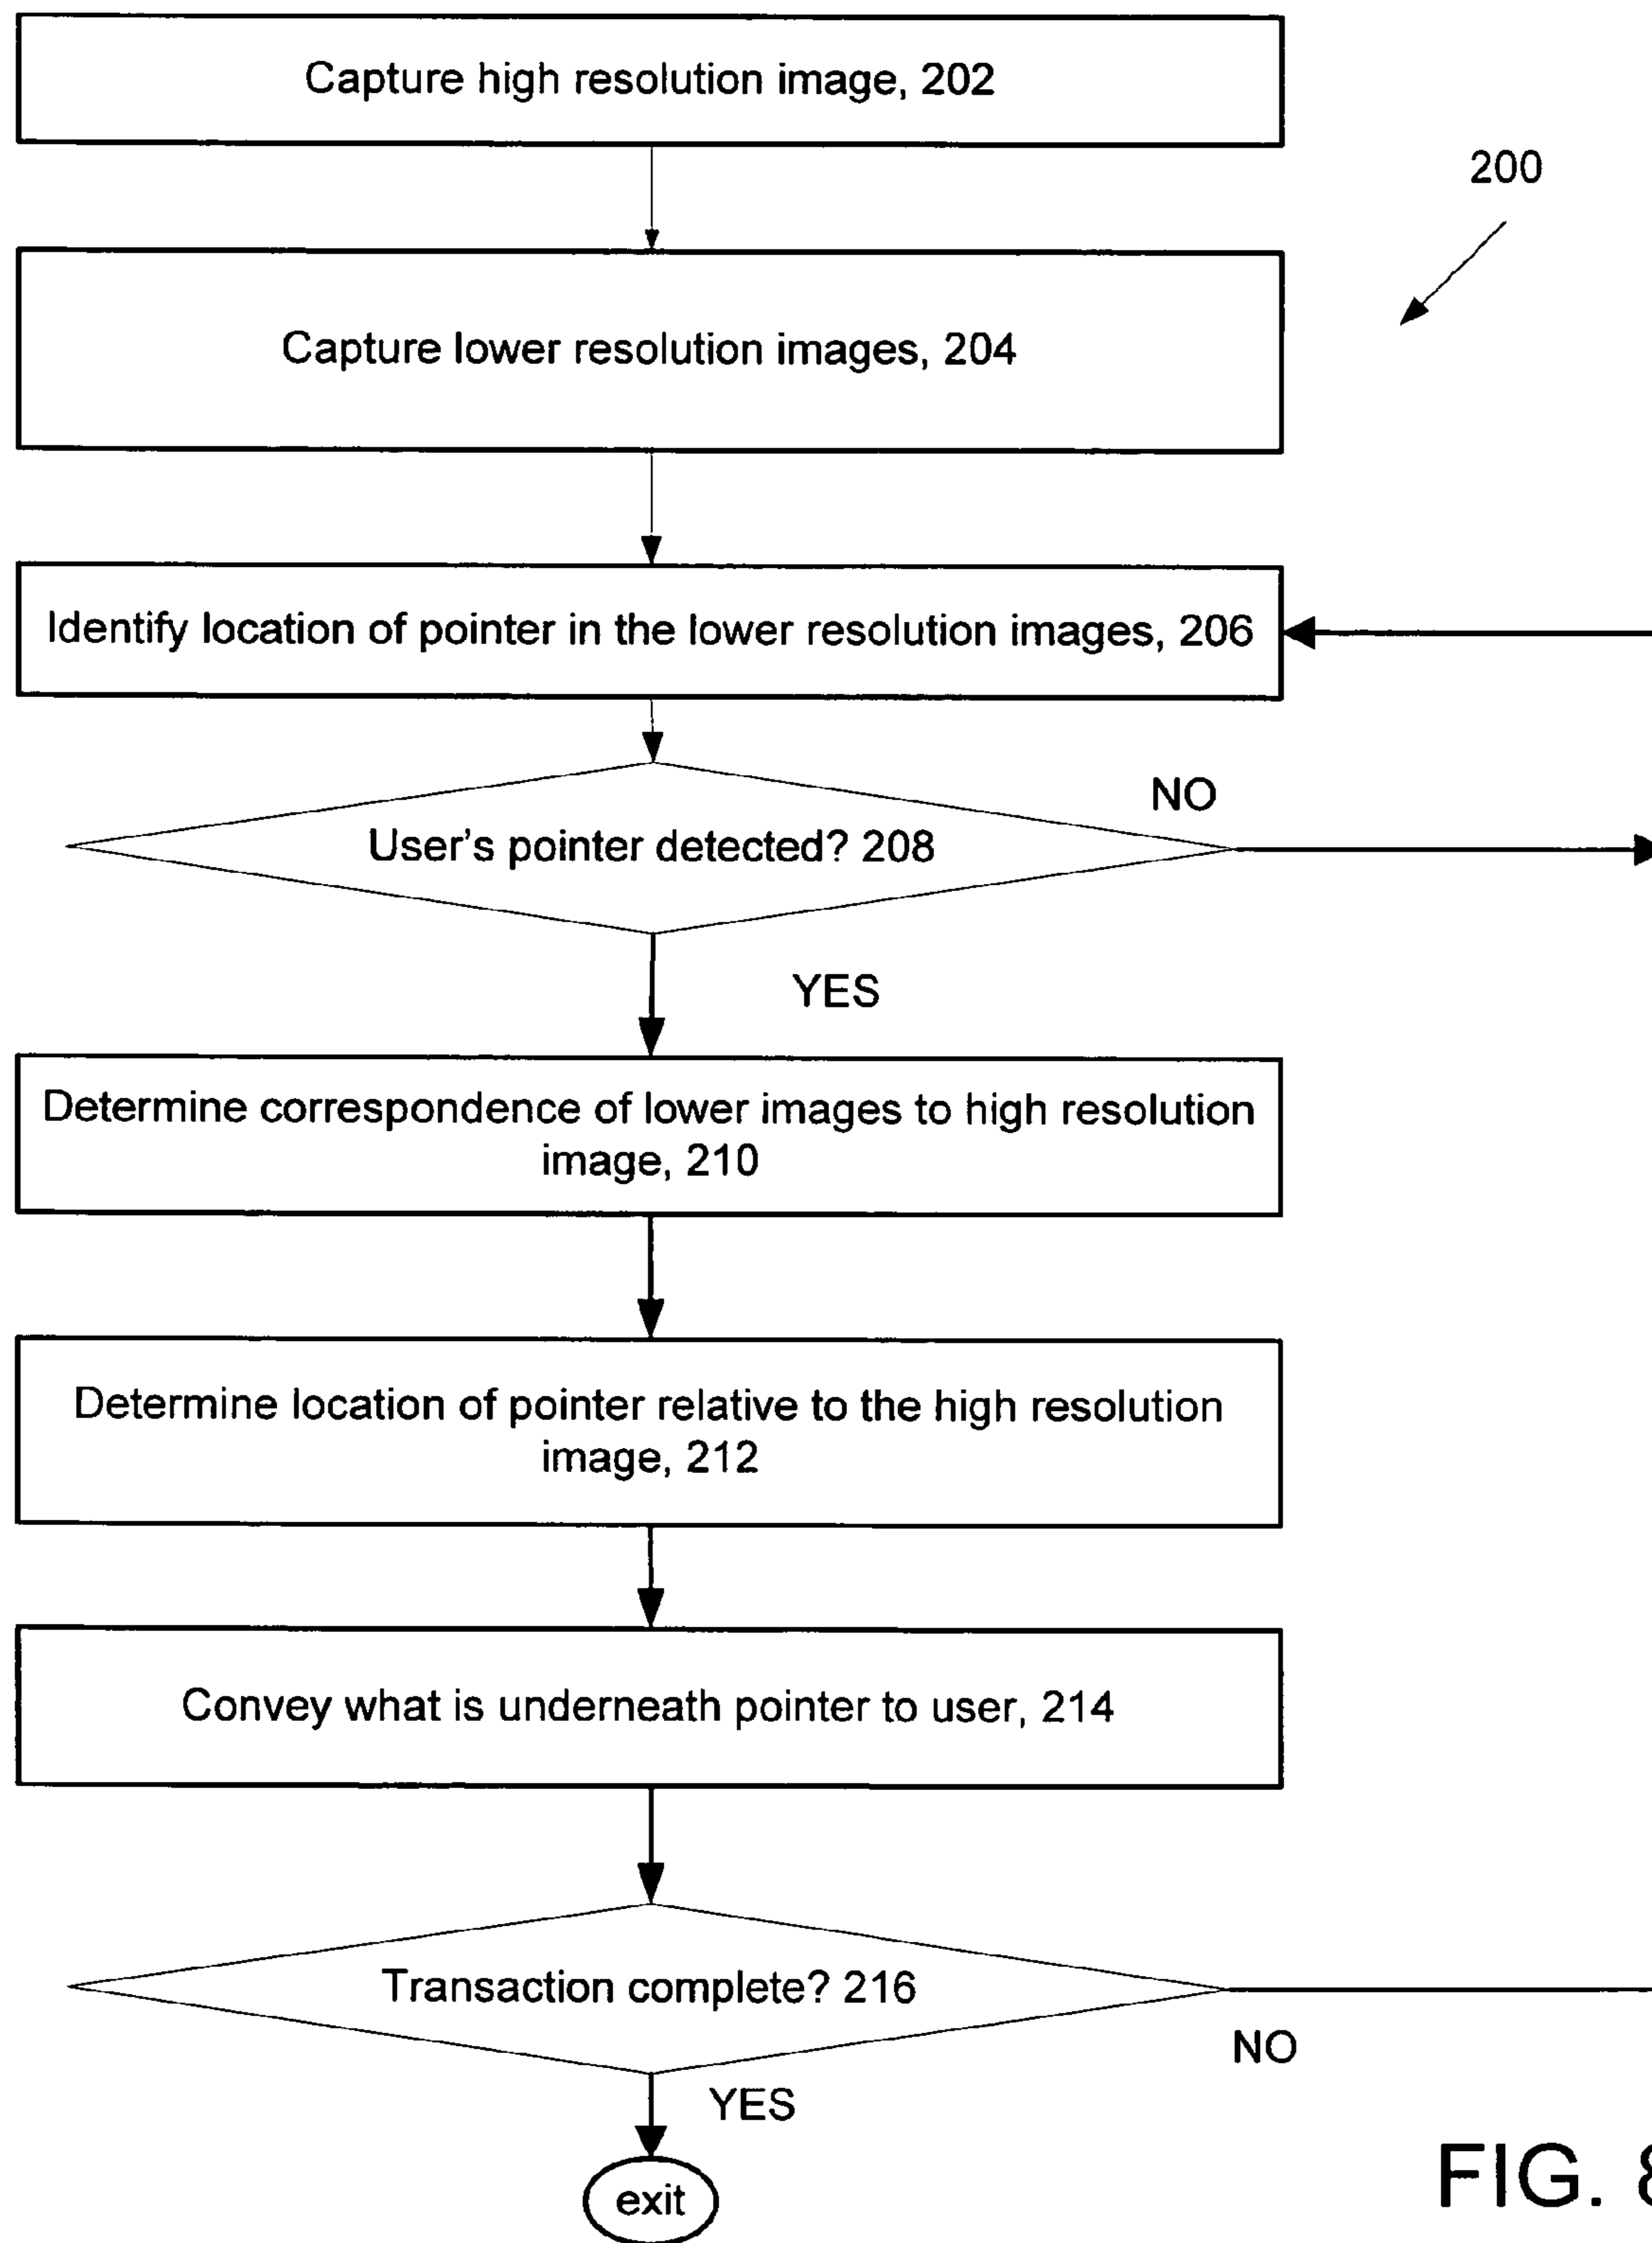 Capture high resolution image, 202
200
Capture lower resolution images, 204
Identify location of pointer in the lower resolution images, 206
NO
User's pointer detected? 208
YES
Determine correspondence of lower images to high resolution
image, 210
Determine location of pointer relative to the high resolution
image, 212
Convey what is underneath pointer to user, 214
Transaction complete? 216
NO
YES
exit
FIG. 8